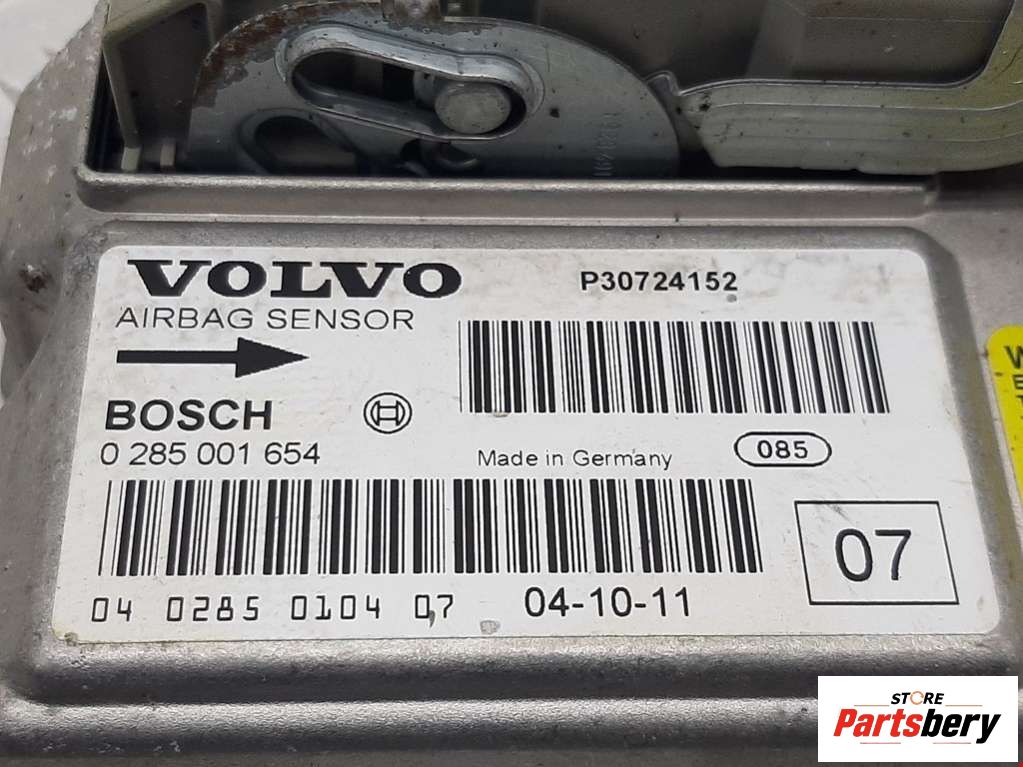 VOLVO
P30724152
AIRBAG SENSOR
BOSCH
0 285 001 654
Made in Germany
085
07
04 0285 0104 07
04-10-11
W
STORE
Partsbery